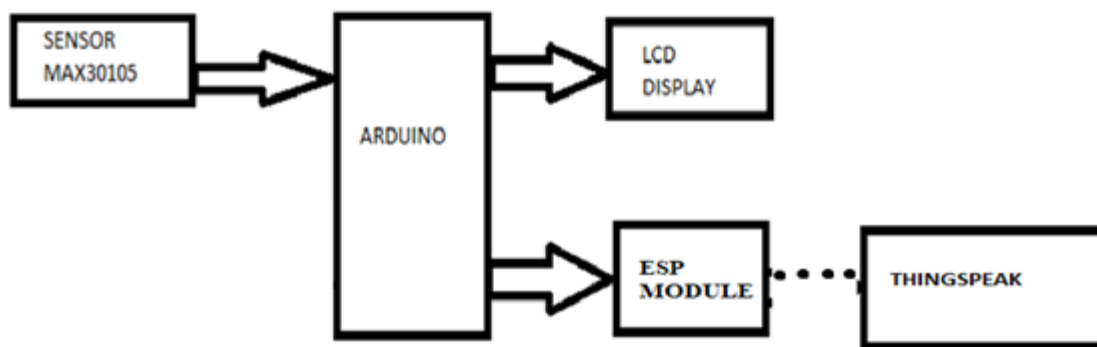 SENSOR
MAX30105
ARDUINO
LCD
DISPLAY
ESP
MODULE
THINGSPEAK